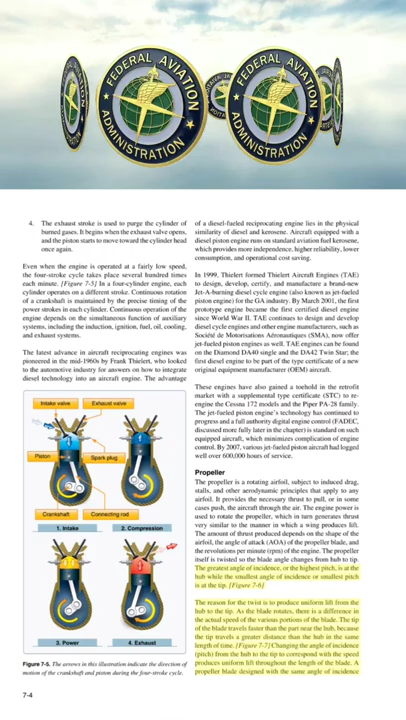 FEDERAL AVIATION
ADMINISTRATION
FEDERAL AVIATION
ADMINISTRATION
4. The exhaust stroke is used to purge the cylinder of
burned gases. It begins when the exhaust valve opens,
and the piston starts to move toward the cylinder head
once again.
Even when the engine is operated at a fairly low speed,
the four-stroke cycle takes place several hundred times
each minute. [Figure 7-5] In a four-cylinder engine, each
cylinder operates on a different stroke. Continuous rotation
of a crankshaft is maintained by the precise timing of the
power strokes in each cylinder. Continuous operation of the
engine depends on the simultaneous function of auxiliary
systems, including the induction, ignition, fuel, oil, cooling,
and exhaust systems.
The latest advance in aircraft reciprocating engines was
pioneered in the mid-1960s by Frank Thielert, who looked
to the automotive industry for answers on how to integrate
diesel technology into an aircraft engine. The advantage
Intake valve
Exhaust valve
Piston
Spark plug
Crankshaft
Connecting rod
1. Intake
2. Compression
3. Power
4. Exhaust
Figure 7-5. The arrows in this illustration indicate the direction of
motion of the crankshaft and piston during the four-stroke cycle.
7-4
of a diesel-fueled reciprocating engine lies in the physical
similarity of diesel and kerosene. Aircraft equipped with a
diesel piston engine runs on standard aviation fuel kerosene,
which provides more independence, higher reliability, lower
consumption, and operational cost saving.
In 1999, Thielert formed Thielert Aircraft Engines (TAE)
to design, develop, certify, and manufacture a brand-new
Jet-A-burning diesel cycle engine (also known as jet-fueled
piston engine) for the GA industry. By March 2001, the first
prototype engine became the first certified diesel engine
since World War II. TAE continues to design and develop
diesel cycle engines and other engine manufacturers, such as
Société de Motorisations Aéronautiques (SMA), now offer
jet-fueled piston engines as well. TAE engines can be found
on the Diamond DA40 single and the DA42 Twin Star; the
first diesel engine to be part of the type certificate of a new
original equipment manufacturer (OEM) aircraft.
These engines have also gained a toehold in the retrofit
market with a supplemental type certificate (STC) to re-
engine the Cessna 172 models and the Piper PA-28 family.
The jet-fueled piston engine's technology has continued to
progress and a full authority digital engine control (FADEC,
discussed more fully later in the chapter) is standard on such
equipped aircraft, which minimizes complication of engine
control. By 2007, various jet-fueled piston aircraft had logged
well over 600,000 hours of service.
Propeller
The propeller is a rotating airfoil, subject to induced drag,
stalls, and other aerodynamic principles that apply to any
airfoil. It provides the necessary thrust to pull, or in some
cases push, the aircraft through the air. The engine power is
used to rotate the propeller, which in turn generates thrust
very similar to the manner in which a wing produces lift.
The amount of thrust produced depends on the shape of the
airfoil, the angle of attack (AOA) of the propeller blade, and
the revolutions per minute (rpm) of the engine. The propeller
itself is twisted so the blade angle changes from hub to tip.
The greatest angle of incidence, or the highest pitch, is at the
hub while the smallest angle of incidence or smallest pitch
is at the tip. [Figure 7-6]
The reason for the twist is to produce uniform lift from the
hub to the tip. As the blade rotates, there is a difference in
the actual speed of the various portions of the blade. The tip
of the blade travels faster than the part near the hub, because
the tip travels a greater distance than the hub in the same
length of time. [Figure 7-7] Changing the angle of incidence
(pitch) from the hub to the tip to correspond with the speed
produces uniform lift throughout the length of the blade. A
propeller blade designed with the same angle of incidence